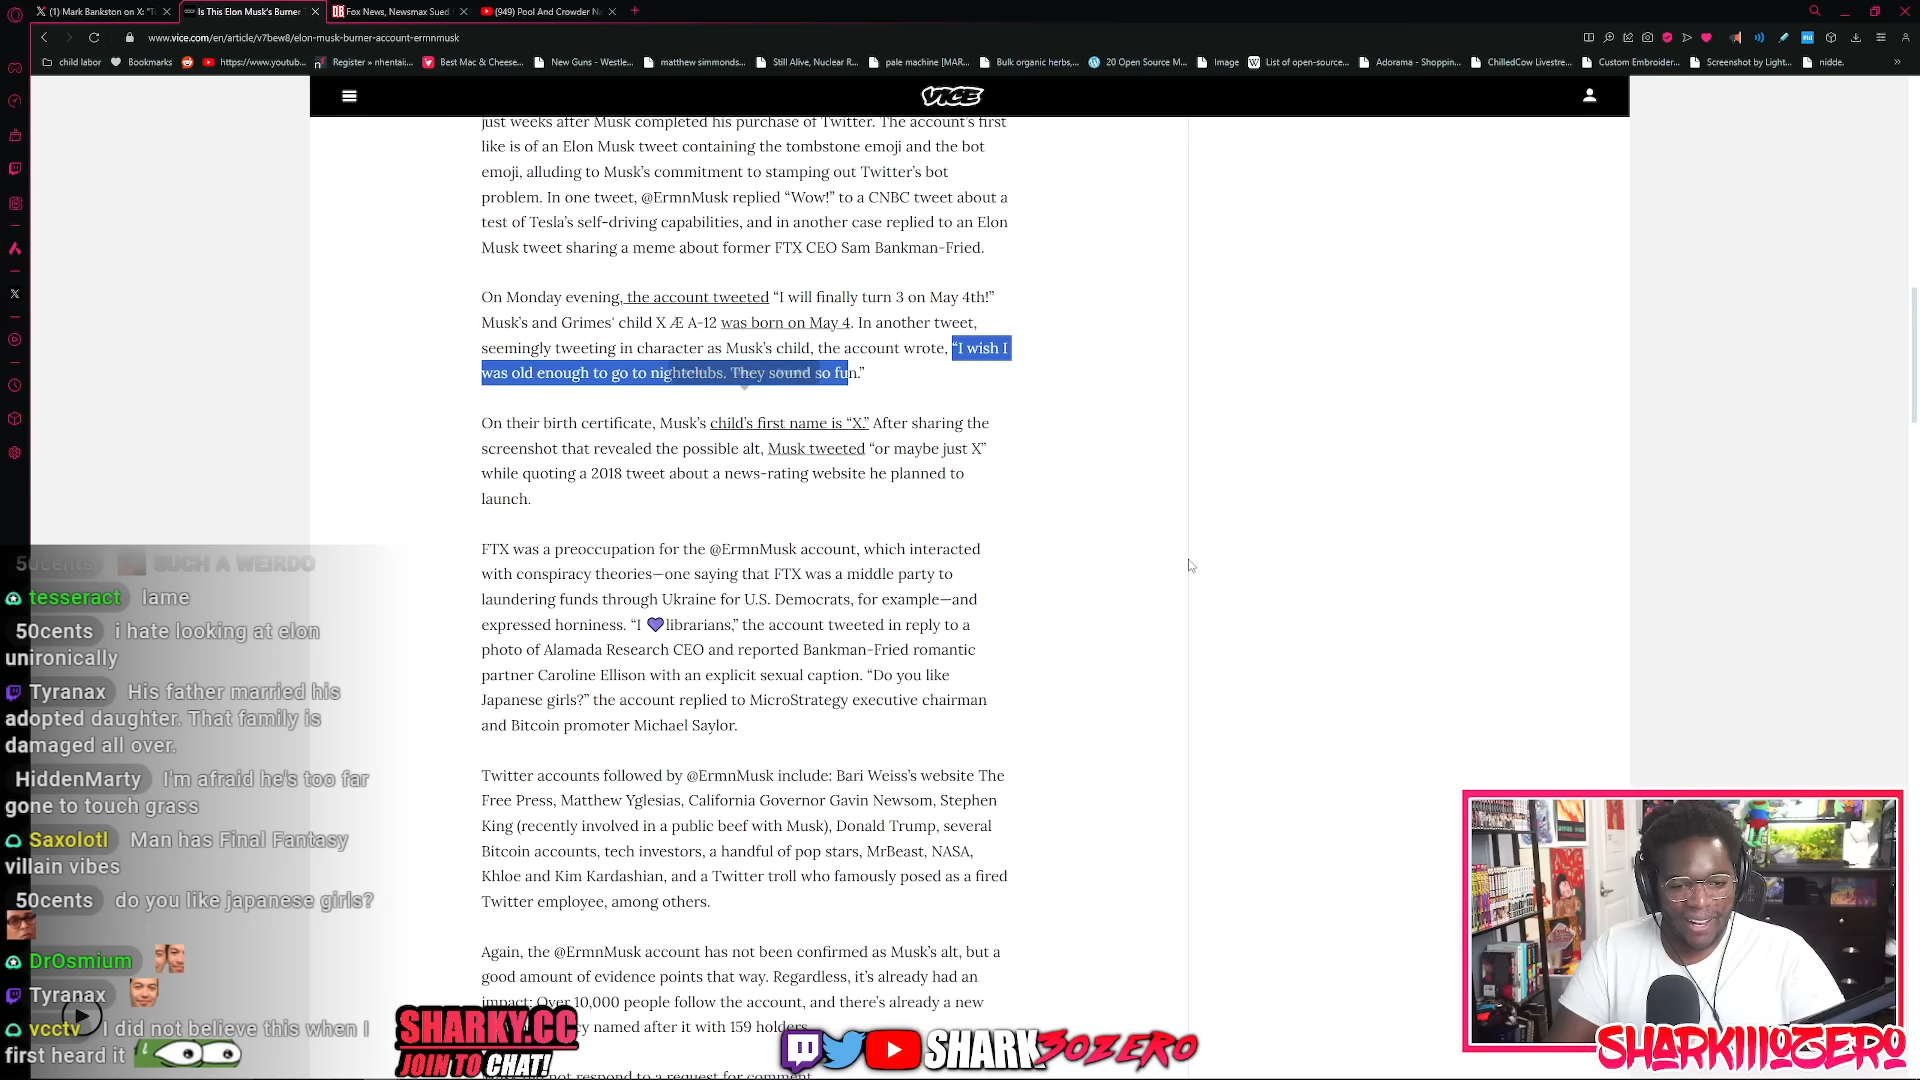 (1) Mark Bankston on X: "T
Is This Elon Musk's Burner
Fox News, Newsmax Sued
(949) Pool And Crowder Na
www.vice.com/en/article/v7bew8/elon-musk-burner-account-ermnmusk
child labor
Bookmarks
https://www.youtub...
Register » nhentai...
Best Mac & Cheese...
New Guns - Westle...
matthew simmonds...
Still Alive, Nuclear R...
pale machine [MAR...
Bulk organic herbs,...
20 Open Source M...
Image
List of open-source...
Adorama - Shoppin...
ChilledCow Livestre...
Custom Embroider...
Screenshot by Light...
nidde.
VICE
just weeks after Musk completed his purchase of Twitter. The account's first
like is of an Elon Musk tweet containing the tombstone emoji and the bot
emoji, alluding to Musk's commitment to stamping out Twitter's bot
problem. In one tweet, @ErmnMusk replied “Wow!” to a CNBC tweet about a
test of Tesla's self-driving capabilities, and in another case replied to an Elon
Musk tweet sharing a meme about former FTX CEO Sam Bankman-Fried.
On Monday evening, the account tweeted “I will finally turn 3 on May 4th!”
Musk's and Grimes' child X Æ A-12 was born on May 4. In another tweet,
seemingly tweeting in character as Musk's child, the account wrote, “I wish I
was old enough to go to nightclubs. They sound so fun.”
On their birth certificate, Musk's child's first name is “X.” After sharing the
screenshot that revealed the possible alt, Musk tweeted “or maybe just X”
while quoting a 2018 tweet about a news-rating website he planned to
launch.
FTX was a preoccupation for the @ErmnMusk account, which interacted
with conspiracy theories—one saying that FTX was a middle party to
laundering funds through Ukraine for U.S. Democrats, for example—and
expressed horniness. “I 💜 librarians,” the account tweeted in reply to a
photo of Alamada Research CEO and reported Bankman-Fried romantic
partner Caroline Ellison with an explicit sexual caption. “Do you like
Japanese girls?” the account replied to MicroStrategy executive chairman
and Bitcoin promoter Michael Saylor.
Twitter accounts followed by @ErmnMusk include: Bari Weiss's website The
Free Press, Matthew Yglesias, California Governor Gavin Newsom, Stephen
King (recently involved in a public beef with Musk), Donald Trump, several
Bitcoin accounts, tech investors, a handful of pop stars, MrBeast, NASA,
Khloe and Kim Kardashian, and a Twitter troll who famously posed as a fired
Twitter employee, among others.
Again, the @ErmnMusk account has not been confirmed as Musk's alt, but a
good amount of evidence points that way. Regardless, it's already had an
impact: Over 10,000 people follow the account, and there's already a new
named after it with 159 holders.
not respond to a request for comment
50cents SUCH A WEIRDO
tesseract lame
50cents i hate looking at elon
unironically
Tyranax His father married his
adopted daughter. That family is
damaged all over.
HiddenMarty I'm afraid he's too far
gone to touch grass
Saxolotl Man has Final Fantasy
villain vibes
50cents do you like japanese girls?
DrOsmium
Tyranax
vcctv I did not believe this when I
first heard it
SHARKY.CC
JOIN TO CHAT!
SHARK3OZERO
SHARK3OZERO